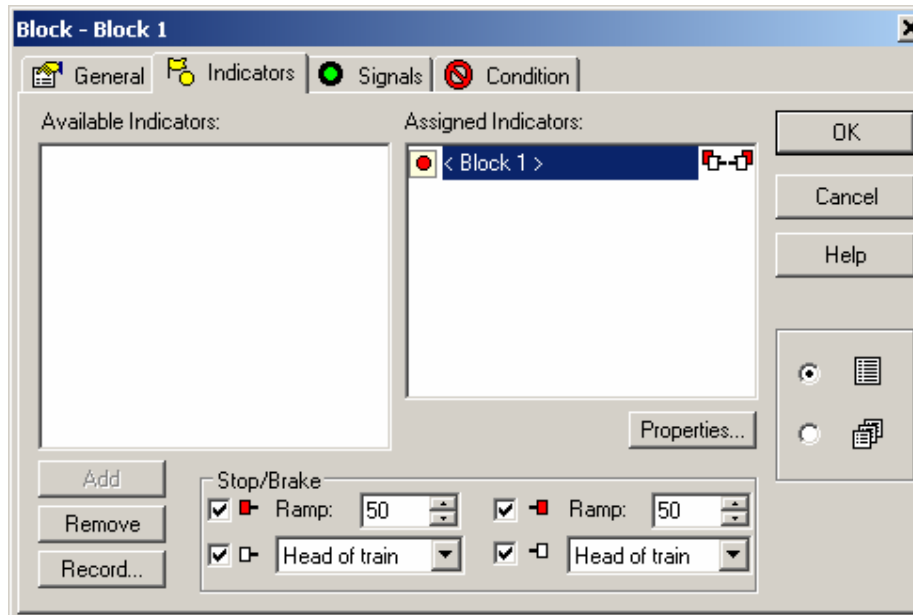 Block - Block 1
General Indicators Signals Condition
Available Indicators: Assigned Indicators:
< Block 1 >
OK
Cancel
Help
Properties...
Add
Remove
Record...
Stop/Brake
Ramp: 50 Ramp: 50
Head of train Head of train